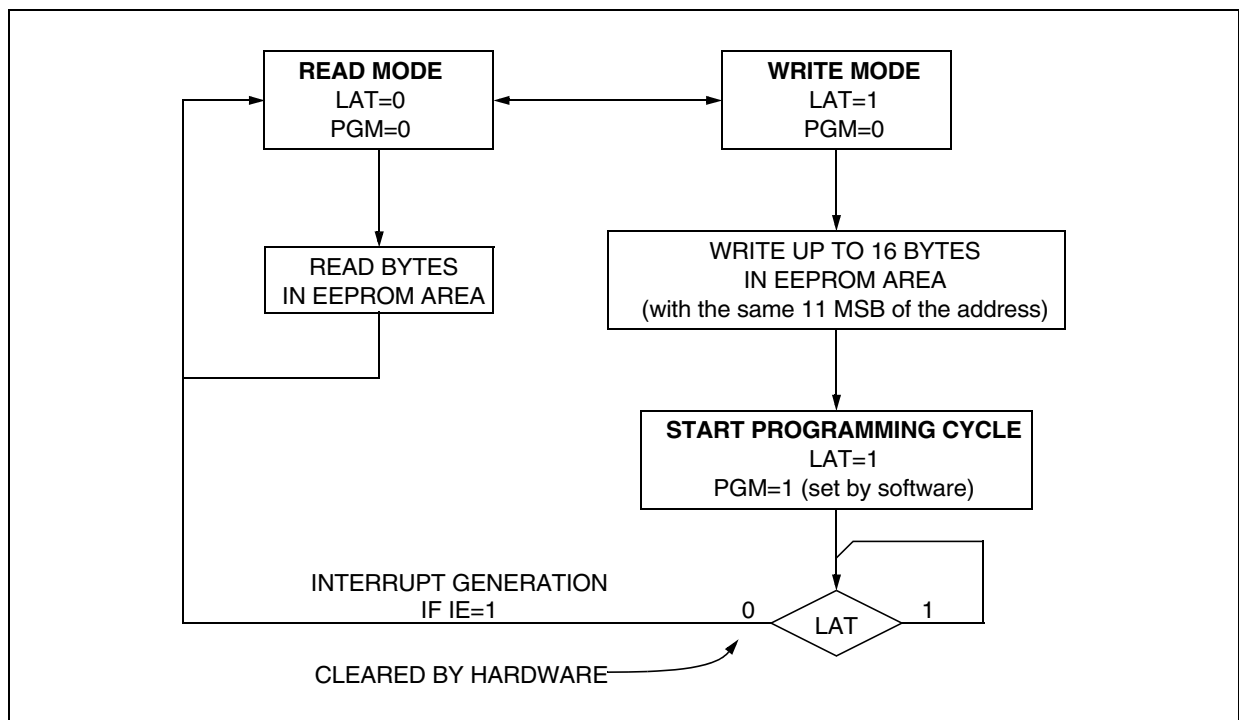 READ MODE
LAT=0
PGM=0
WRITE MODE
LAT=1
PGM=0
READ BYTES
IN EEPROM AREA
WRITE UP TO 16 BYTES
IN EEPROM AREA
(with the same 11 MSB of the address)
START PROGRAMMING CYCLE
LAT=1
PGM=1 (set by software)
INTERRUPT GENERATION
IF IE=1
0
1
LAT
CLEARED BY HARDWARE